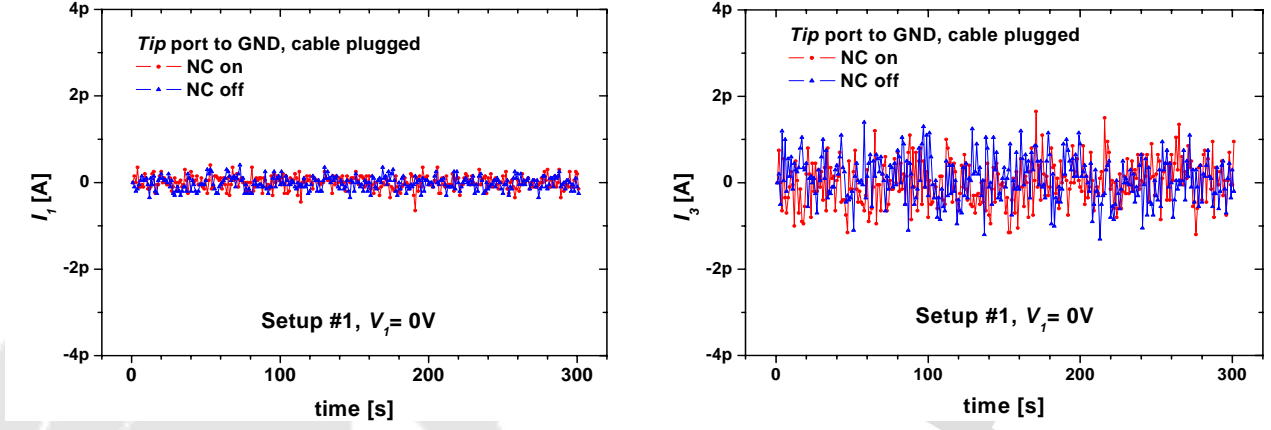 4p
2p
0
-2p
-4p
I1 [A]
Tip port to GND, cable plugged
NC on
NC off
Setup #1, V1= 0V
0
100
200
300
time [s]
4p
2p
0
-2p
-4p
I3 [A]
Tip port to GND, cable plugged
NC on
NC off
Setup #1, V1= 0V
0
100
200
300
time [s]